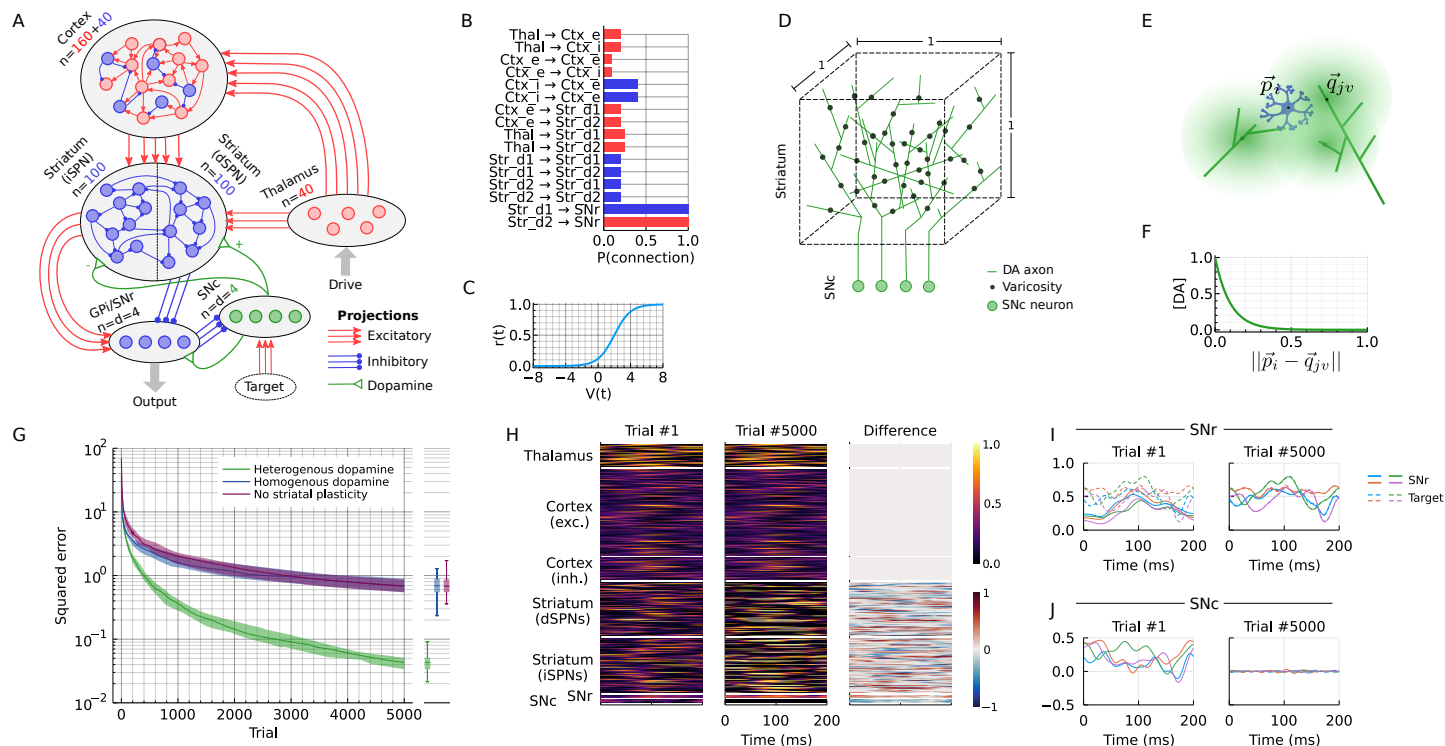 A
Cortex
n=160+40
Striatum
(iSPN)
n=100
Striatum
(dSPN)
n=100
Thalamus
n=40
+
-
Drive
GPi/SNr
n=d=4
SNc
n=d=4
Output
Target
Projections
Excitatory
Inhibitory
Dopamine
B
Thal → Ctx_e
Thal → Ctx_i
Ctx_e → Ctx_e
Ctx_e → Ctx_i
Ctx_i → Ctx_e
Ctx_i → Ctx_e
Ctx_e → Str_d1
Ctx_e → Str_d2
Thal → Str_d1
Thal → Str_d2
Str_d1 → Str_d1
Str_d1 → Str_d2
Str_d2 → Str_d1
Str_d2 → Str_d2
Str_d1 → SNr
Str_d2 → SNr
0.0 0.5 1.0
P(connection)
C
r(t)
1.0
0.5
0.0
−8 −4 0 4 8
V(t)
D
1
1
1
Striatum
SNc
DA axon
Varicosity
SNc neuron
E
p⃗ᵢ
q⃗ⱼᵥ
F
[DA]
1.0
0.5
0.0
0.0 0.5 1.0
||p⃗ᵢ − q⃗ⱼᵥ||
G
Squared error
10²
10¹
10⁰
10⁻¹
10⁻²
Heterogenous dopamine
Homogenous dopamine
No striatal plasticity
0 1000 2000 3000 4000 5000
Trial
H
Trial #1 Trial #5000 Difference
Thalamus
Cortex
(exc.)
Cortex
(inh.)
Striatum
(dSPNs)
Striatum
(iSPNs)
SNr
SNc
0 100 200
Time (ms)
1.0
0.5
0.0
1
0
−1
I
SNr
Trial #1 Trial #5000
1.0
0.5
0.0
0 100 200 0 100 200
Time (ms) Time (ms)
SNr
Target
J
SNc
Trial #1 Trial #5000
0.5
0.0
−0.5
0 100 200 0 100 200
Time (ms) Time (ms)